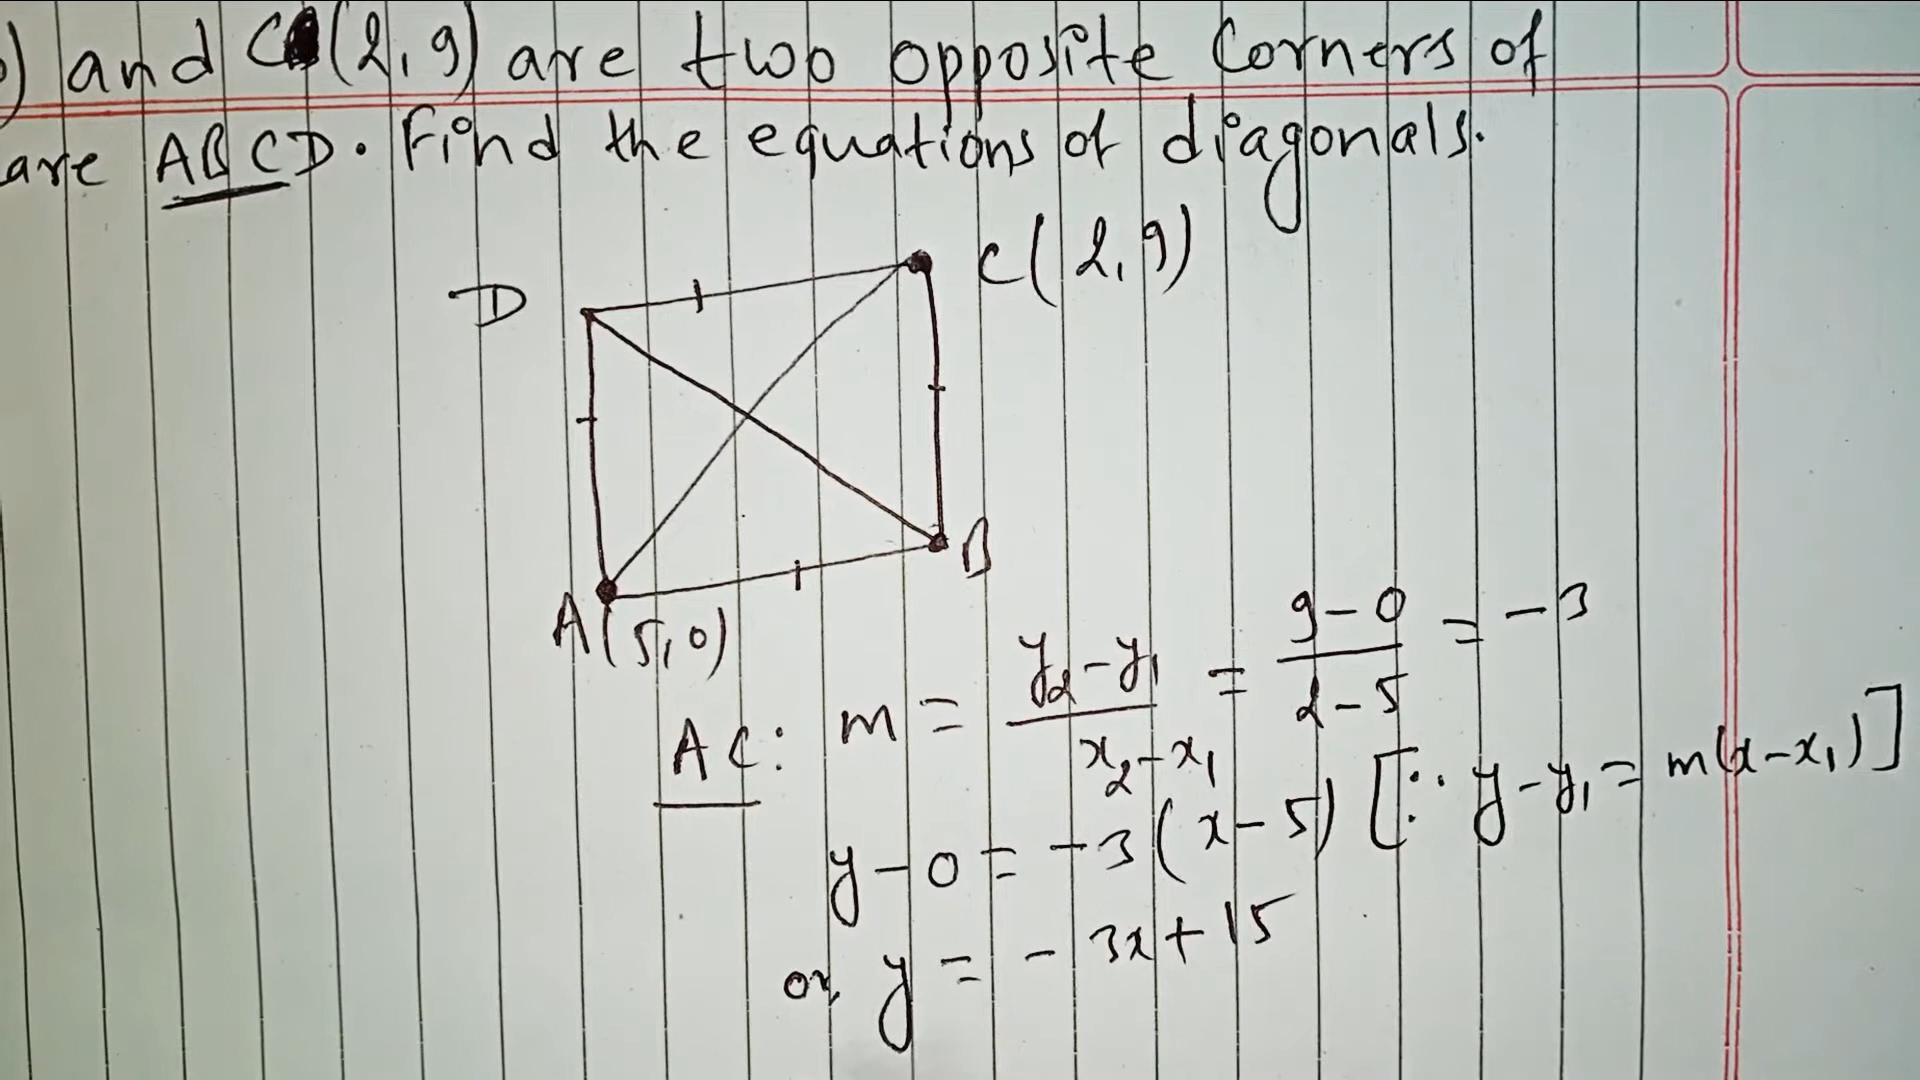 ) and C(2,9) are two opposite Corners of
are ABCD. Find the equations of diagonals.
C(2,9)
D
B
A(5,0)
AC: m = y₂-y₁/x₂-x₁ = 9-0/2-5 = -3
y-0 = -3(x-5) [∵ y-y₁ = m(x-x₁)]
or y = -3x+15